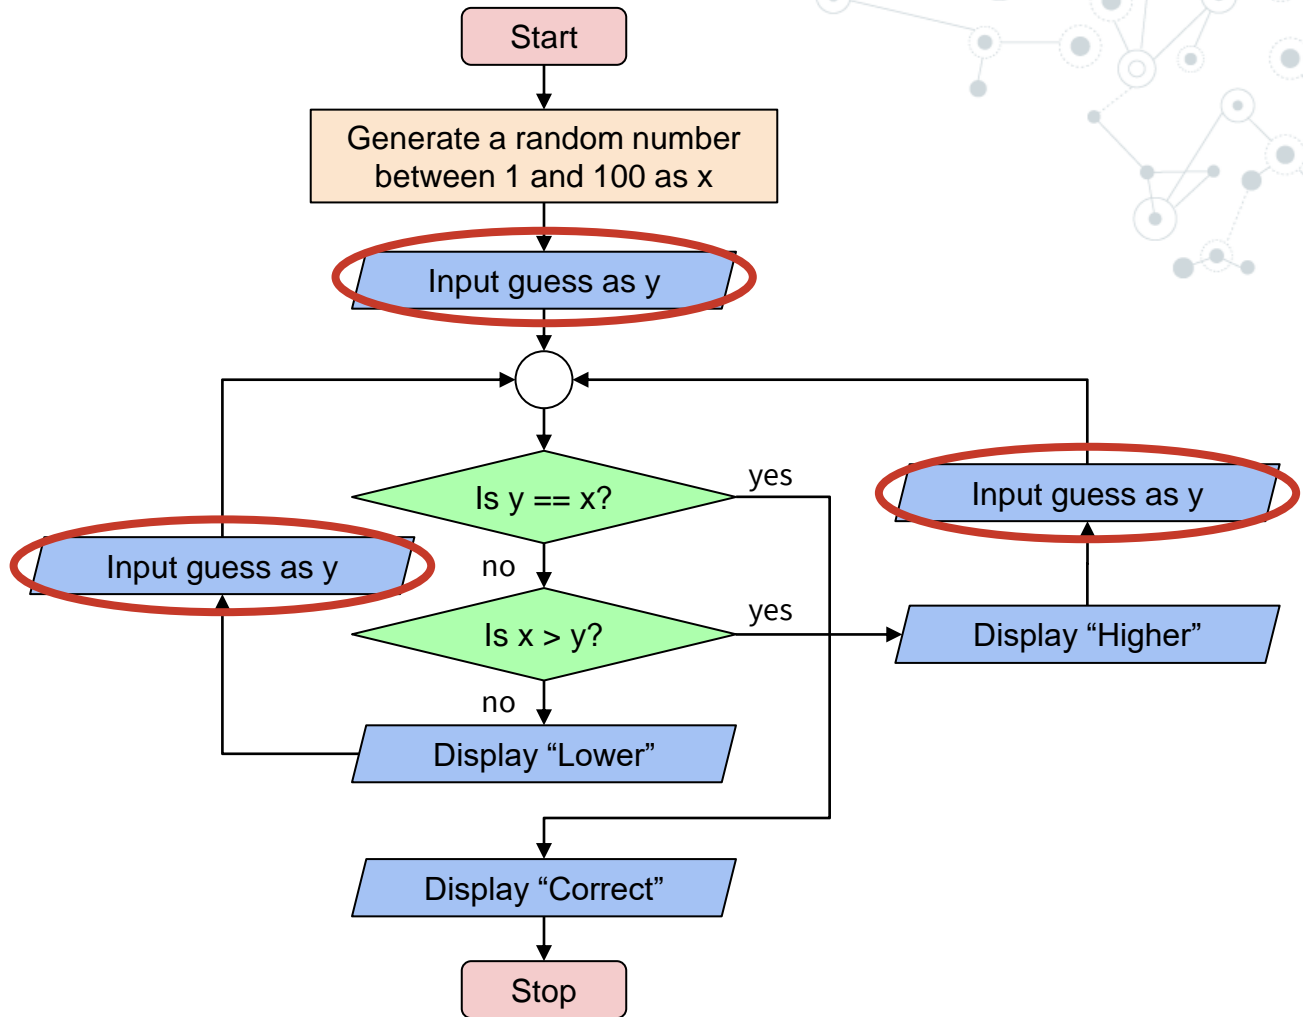 Start
Generate a random number
between 1 and 100 as x
Input guess as y
Is y == x?
yes
Input guess as y
Input guess as y
no
Is x > y?
yes
Display “Higher”
no
Display “Lower”
Display “Correct”
Stop